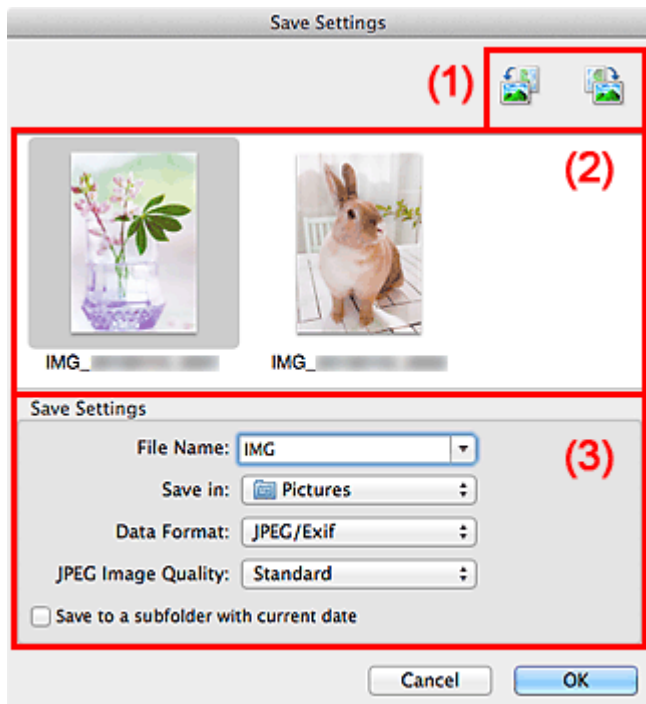 Save Settings
(1)
(2)
IMG_
IMG_
Save Settings
(3)
File Name: IMG
Save in: Pictures
Data Format: JPEG/Exif
JPEG Image Quality: Standard
Save to a subfolder with current date
Cancel OK